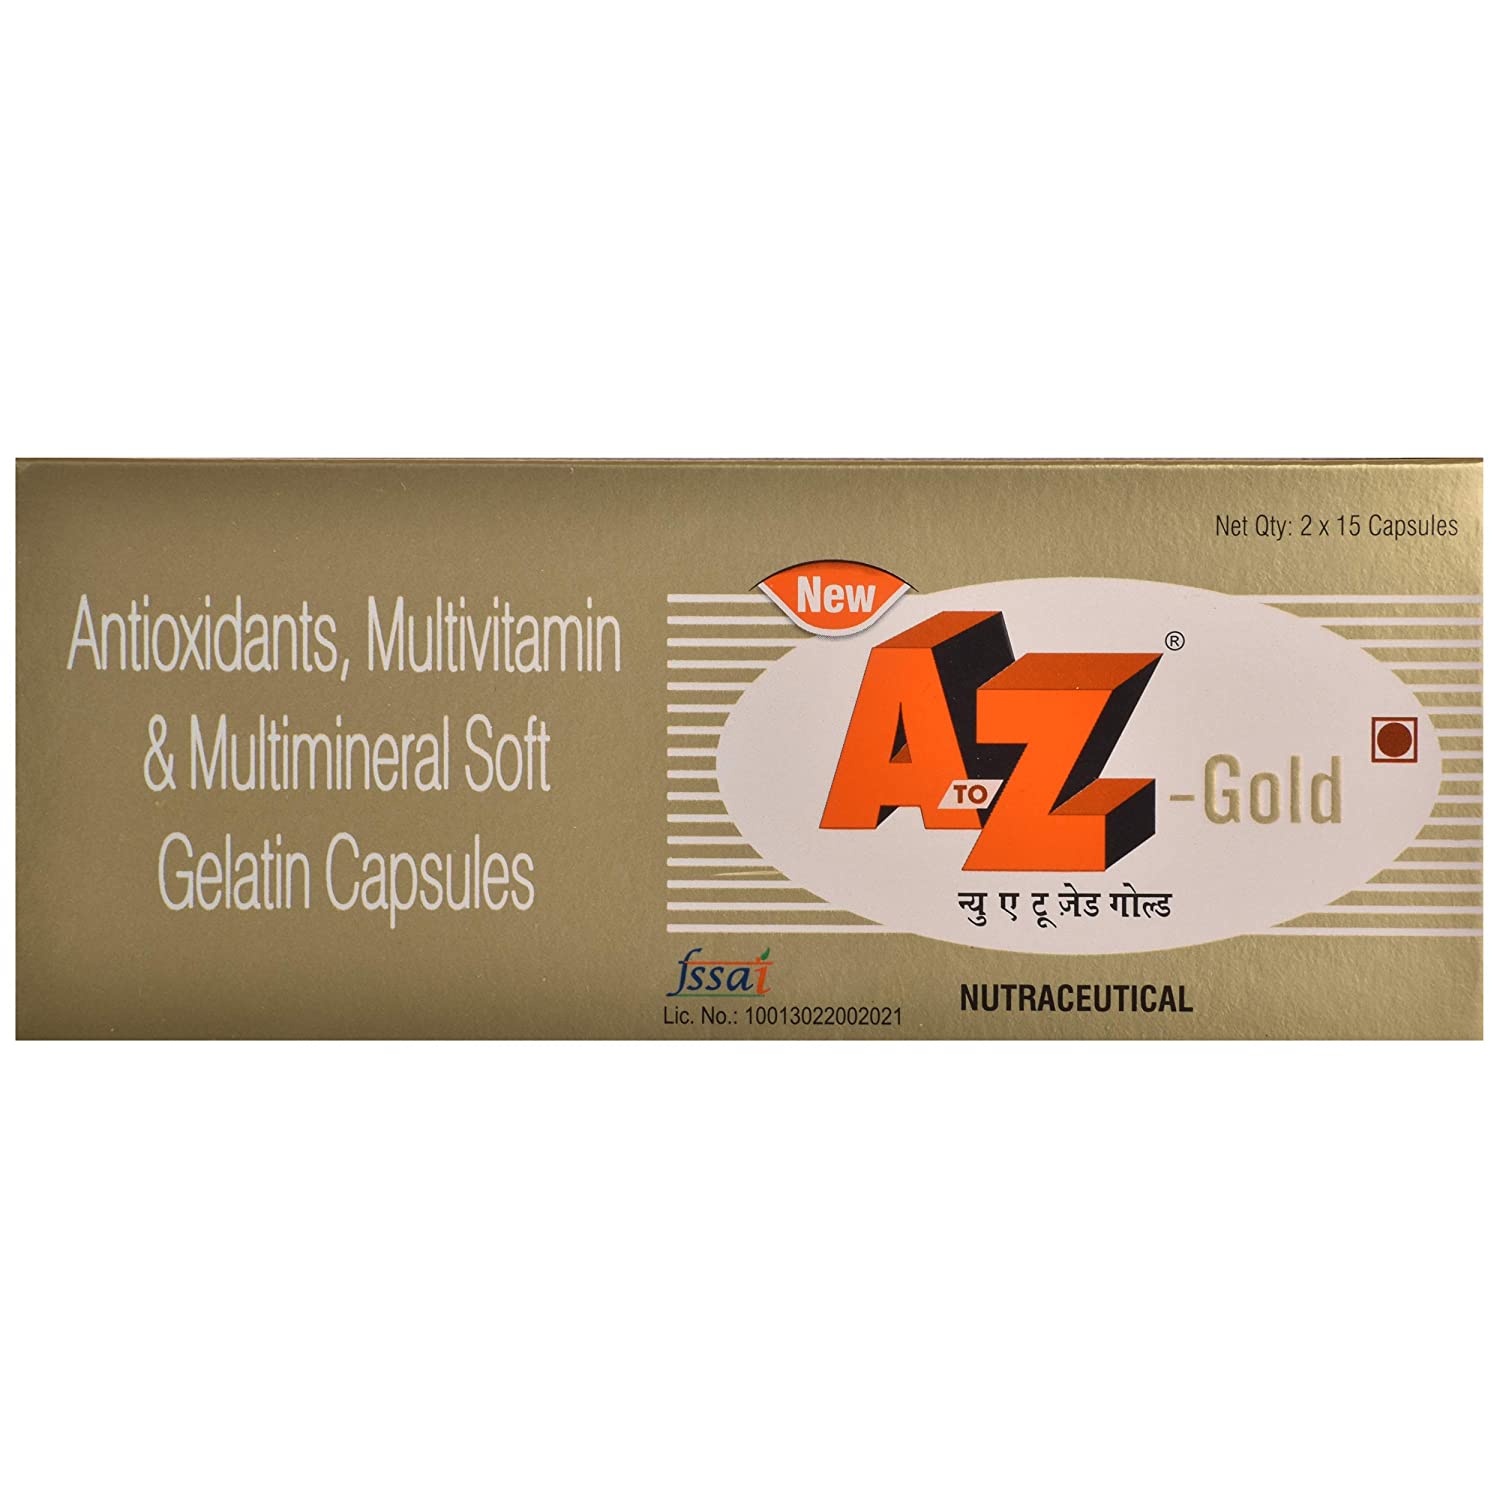 Antioxidants, Multivitamin
& Multimineral Soft
Gelatin Capsules
Net Qty: 2 x 15 Capsules
New
A TO Z ® -Gold
न्यु ए टू ज़ेड गोल्ड
fssai
Lic. No.: 10013022002021
NUTRACEUTICAL